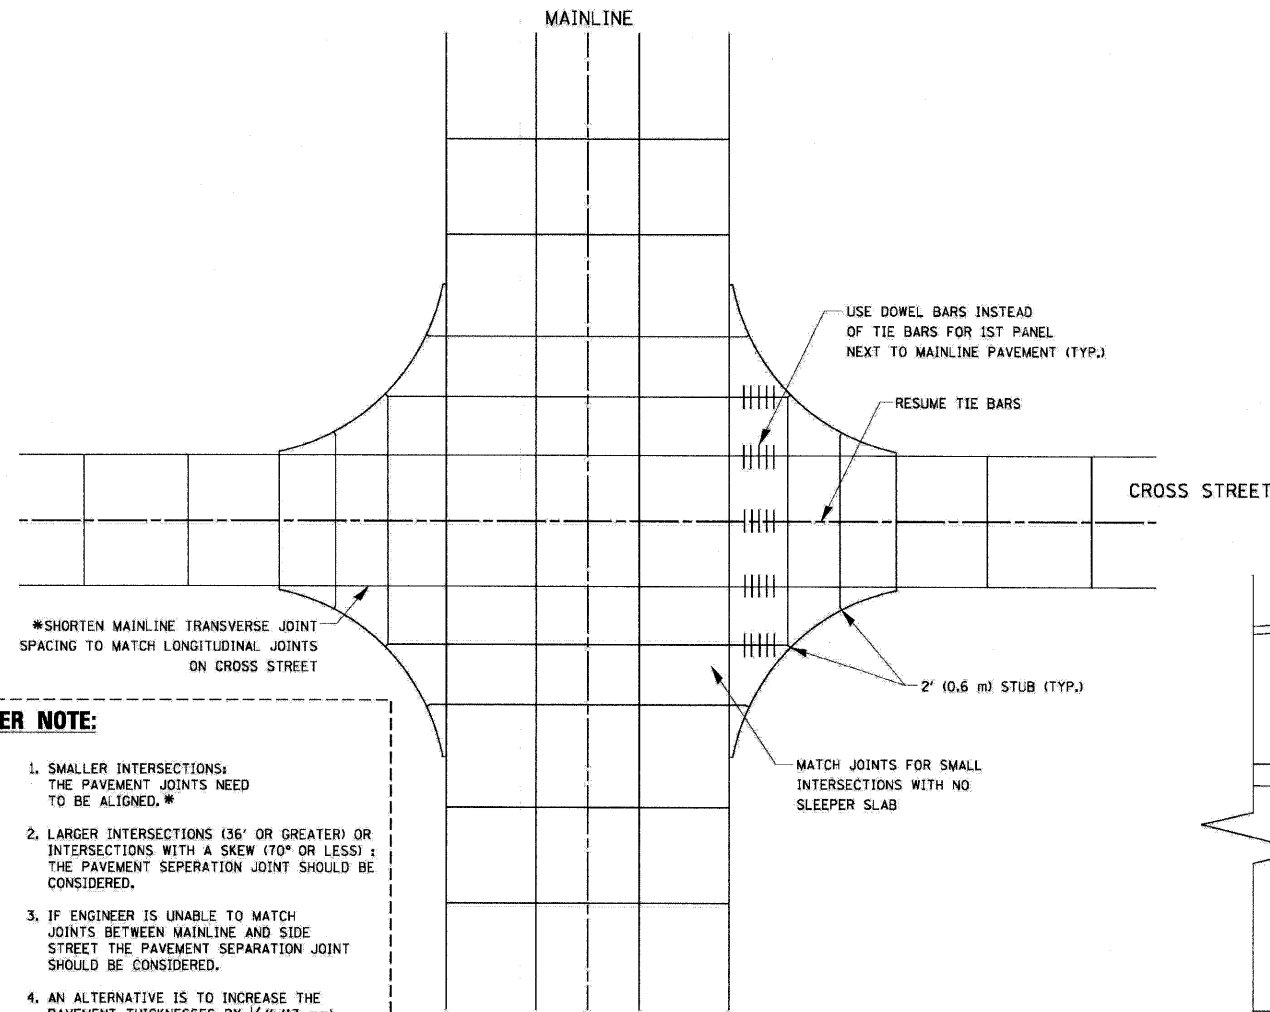 MAINLINE
USE DOWEL BARS INSTEAD
OF TIE BARS FOR 1ST PANEL
NEXT TO MAINLINE PAVEMENT (TYP.)
RESUME TIE BARS
CROSS STREET
*SHORTEN MAINLINE TRANSVERSE JOINT
SPACING TO MATCH LONGITUDINAL JOINTS
ON CROSS STREET
2' (0.6 m) STUB (TYP.)
MATCH JOINTS FOR SMALL
INTERSECTIONS WITH NO
SLEEPER SLAB
ER NOTE:
1. SMALLER INTERSECTIONS:
THE PAVEMENT JOINTS NEED
TO BE ALIGNED.*
2. LARGER INTERSECTIONS (36' OR GREATER) OR
INTERSECTIONS WITH A SKEW (70° OR LESS) :
THE PAVEMENT SEPERATION JOINT SHOULD BE
CONSIDERED.
3. IF ENGINEER IS UNABLE TO MATCH
JOINTS BETWEEN MAINLINE AND SIDE
STREET THE PAVEMENT SEPARATION JOINT
SHOULD BE CONSIDERED.
4. AN ALTERNATIVE IS TO INCREASE THE
PAVEMENT THICKNESSES BY